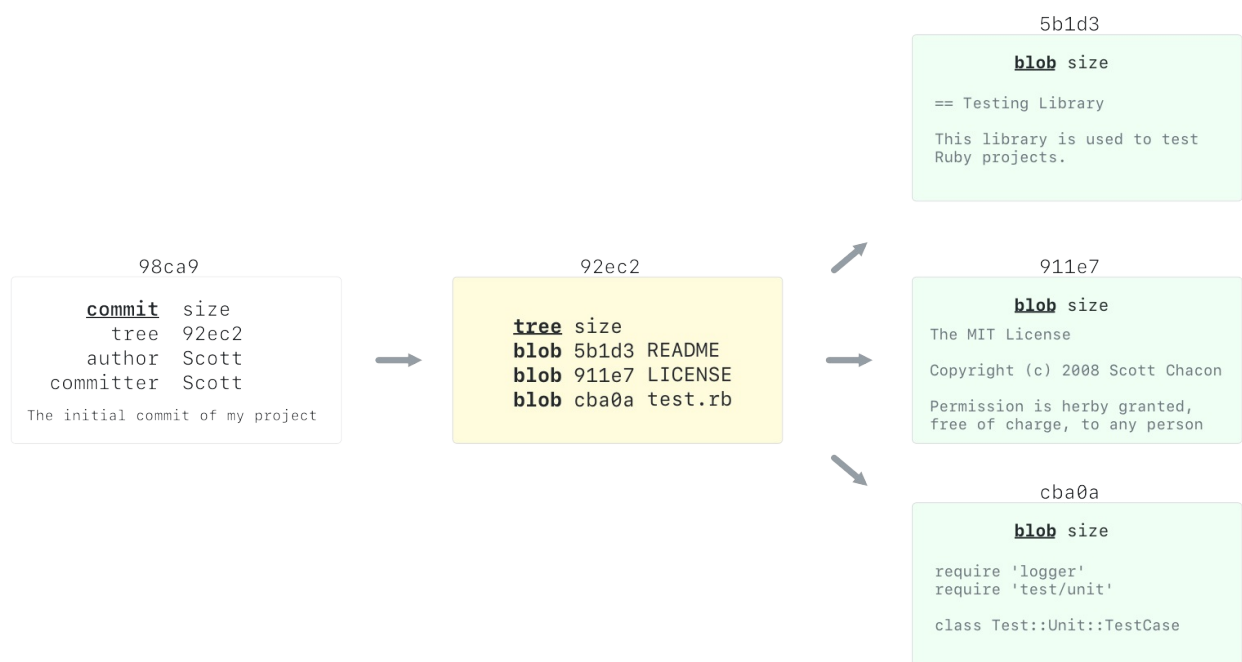 5b1d3
blob size
== Testing Library
This library is used to test
Ruby projects.
98ca9
commit size
tree 92ec2
author Scott
committer Scott
The initial commit of my project
92ec2
tree size
blob 5b1d3 README
blob 911e7 LICENSE
blob cba0a test.rb
911e7
blob size
The MIT License
Copyright (c) 2008 Scott Chacon
Permission is herby granted,
free of charge, to any person
cba0a
blob size
require 'logger'
require 'test/unit'
class Test::Unit::TestCase